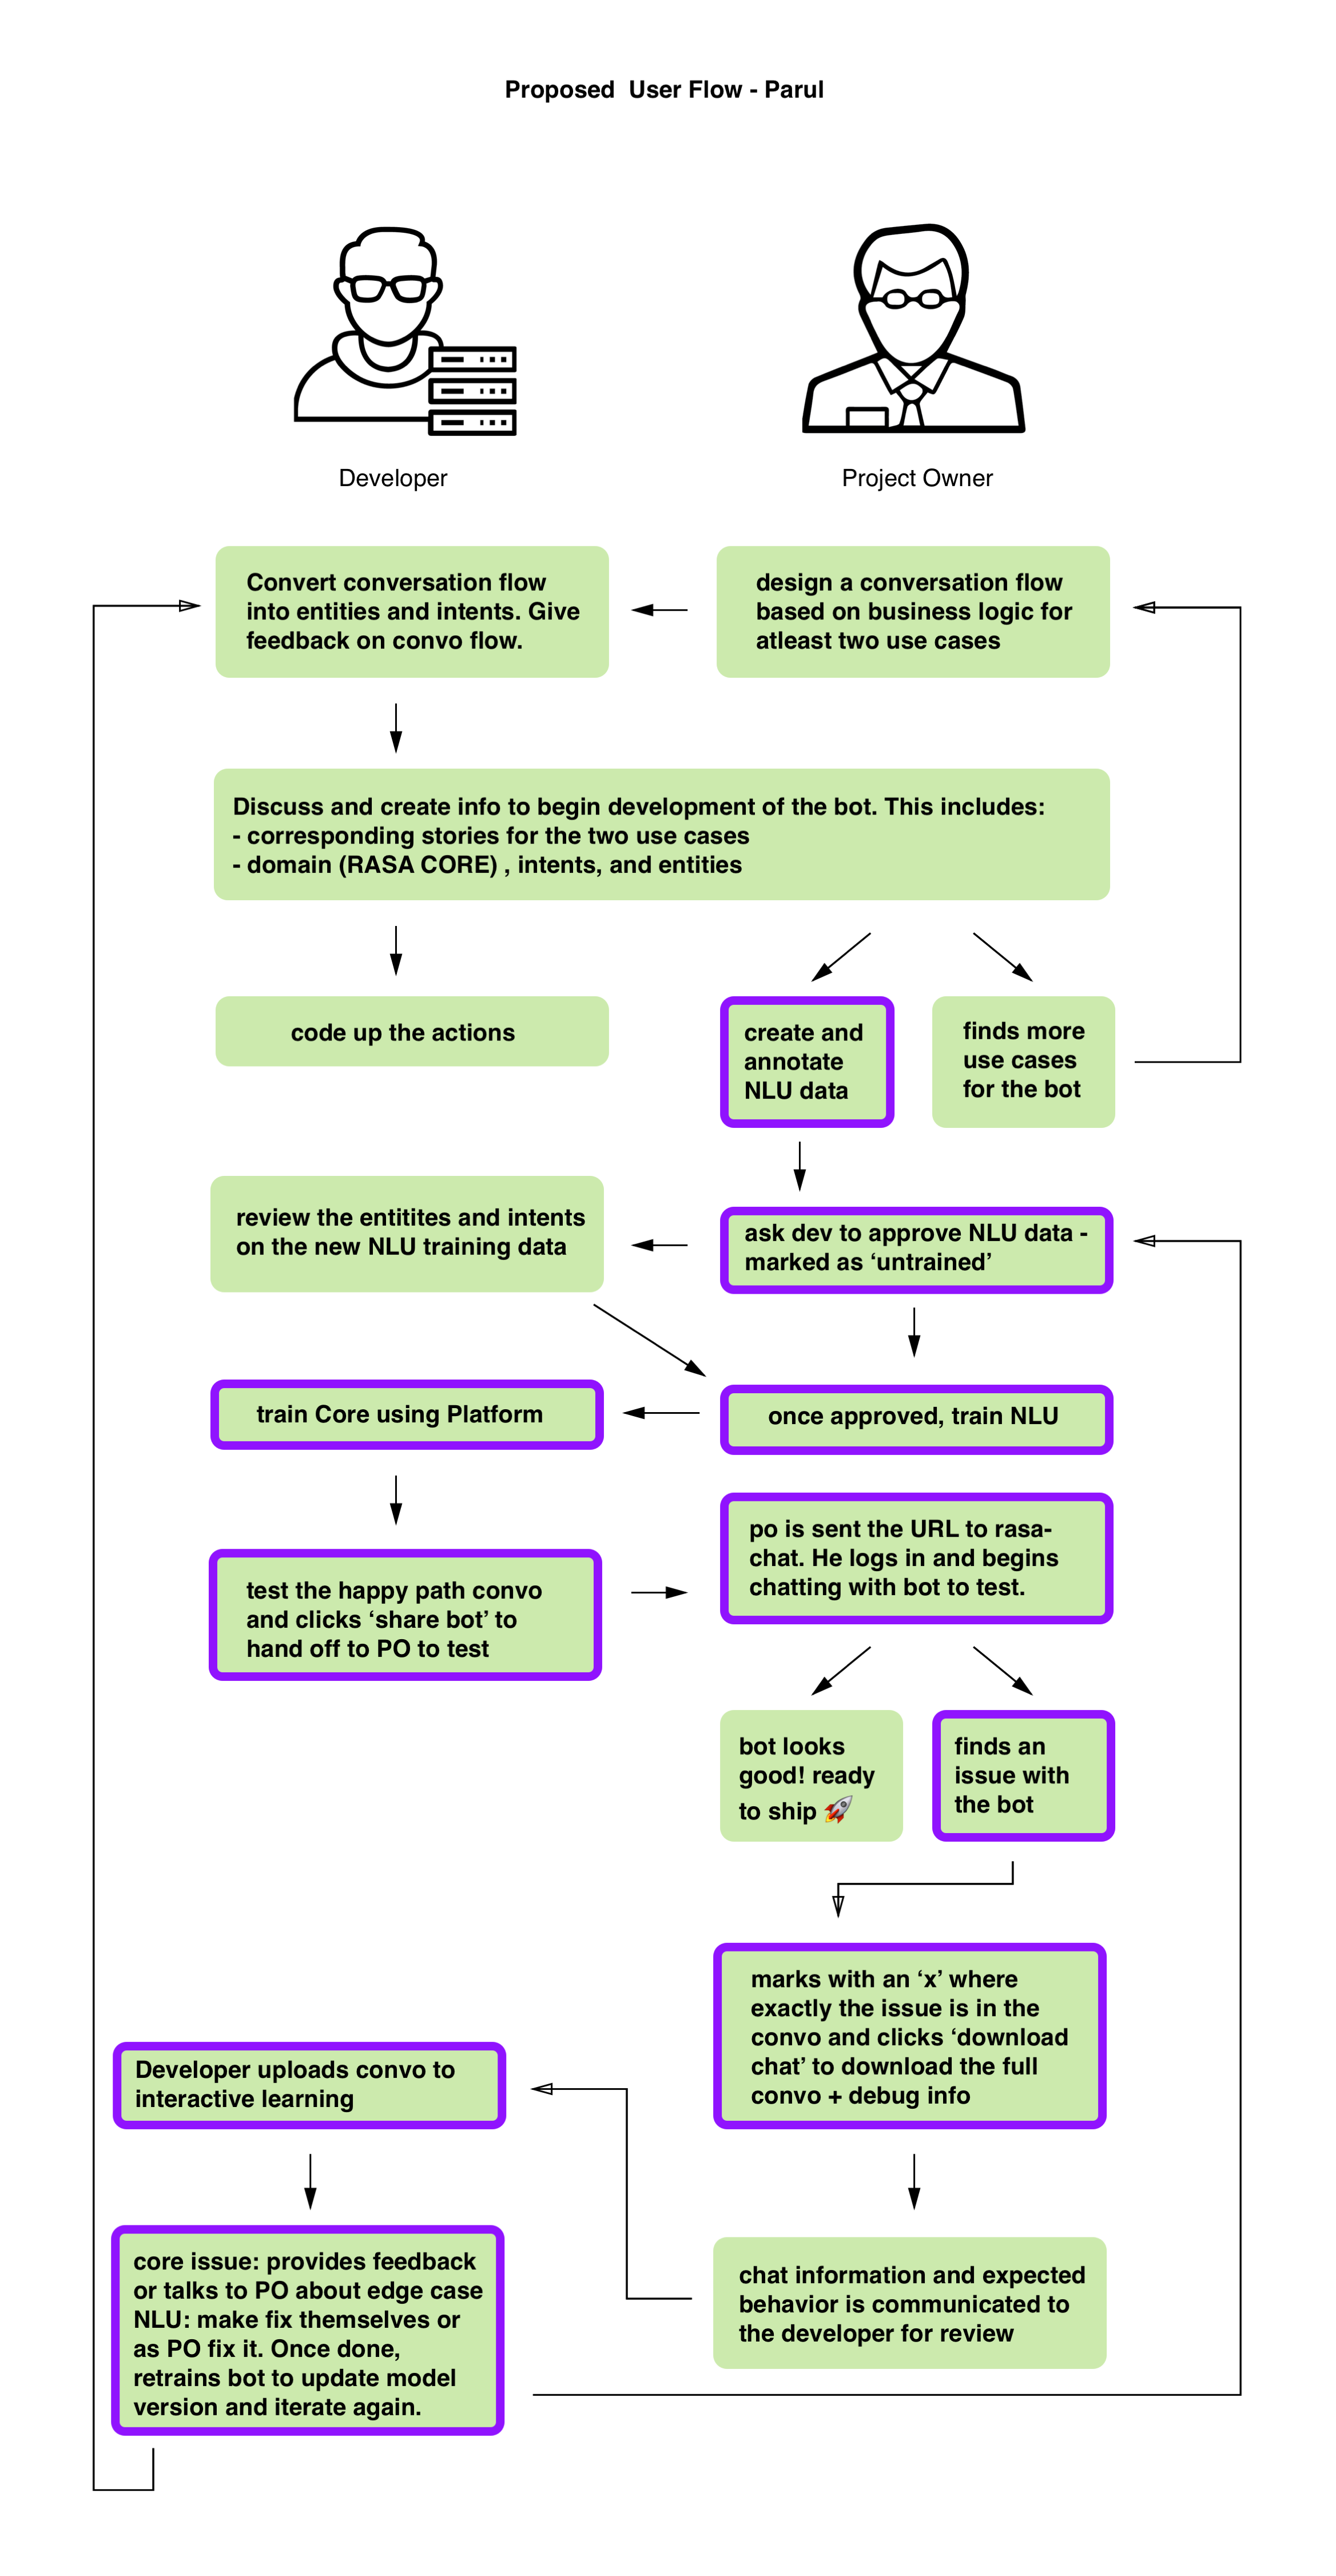 Proposed  User Flow - Parul
Developer
Project Owner
Convert conversation flow
into entities and intents. Give
feedback on convo flow.
design a conversation flow
based on business logic for
atleast two use cases
Discuss and create info to begin development of the bot. This includes:
- corresponding stories for the two use cases
- domain (RASA CORE) , intents, and entities
code up the actions
create and
annotate
NLU data
finds more
use cases
for the bot
review the entitites and intents
on the new NLU training data
ask dev to approve NLU data -
marked as ‘untrained’
train Core using Platform
once approved, train NLU
test the happy path convo
and clicks ‘share bot’ to
hand off to PO to test
po is sent the URL to rasa-
chat. He logs in and begins
chatting with bot to test.
bot looks
good! ready
to ship 🚀
finds an
issue with
the bot
marks with an ‘x’ where
exactly the issue is in the
convo and clicks ‘download
chat’ to download the full
convo + debug info
Developer uploads convo to
interactive learning
core issue: provides feedback
or talks to PO about edge case
NLU: make fix themselves or
as PO fix it. Once done,
retrains bot to update model
version and iterate again.
chat information and expected
behavior is communicated to
the developer for review